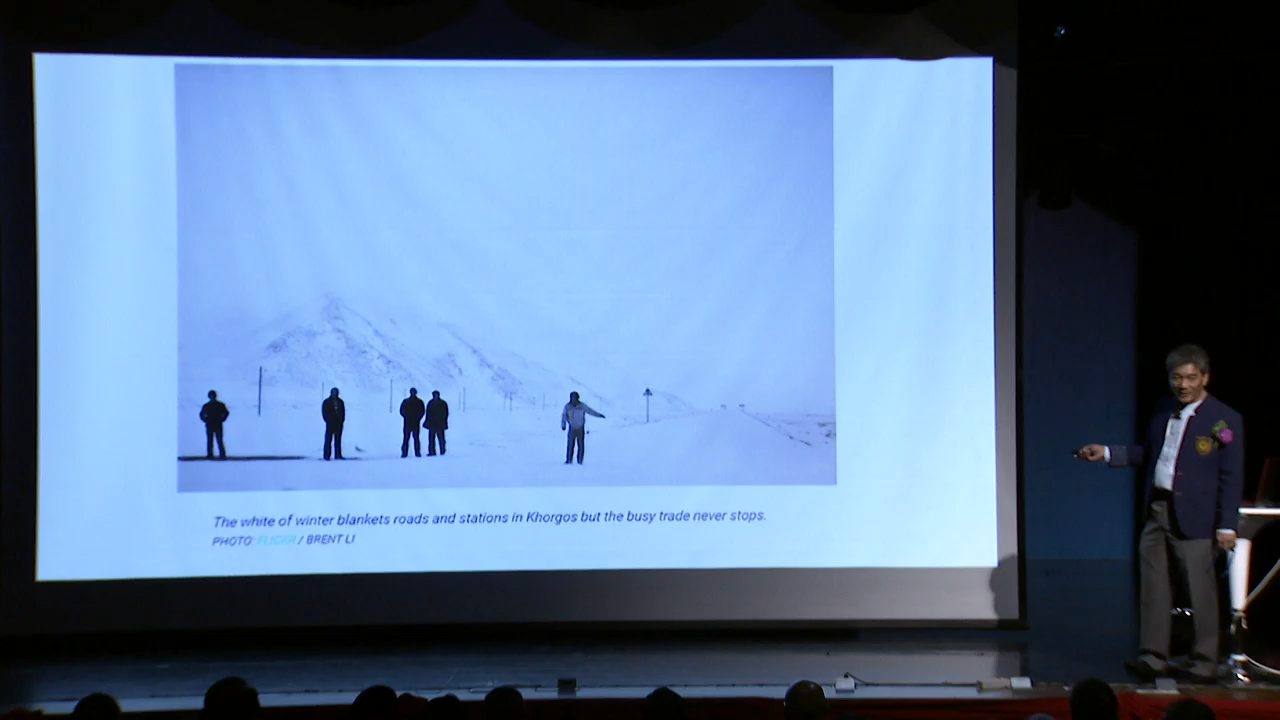 The white of winter blankets roads and stations in Khorgos but the busy trade never stops.
PHOTO: FLICKR / BRENT LI